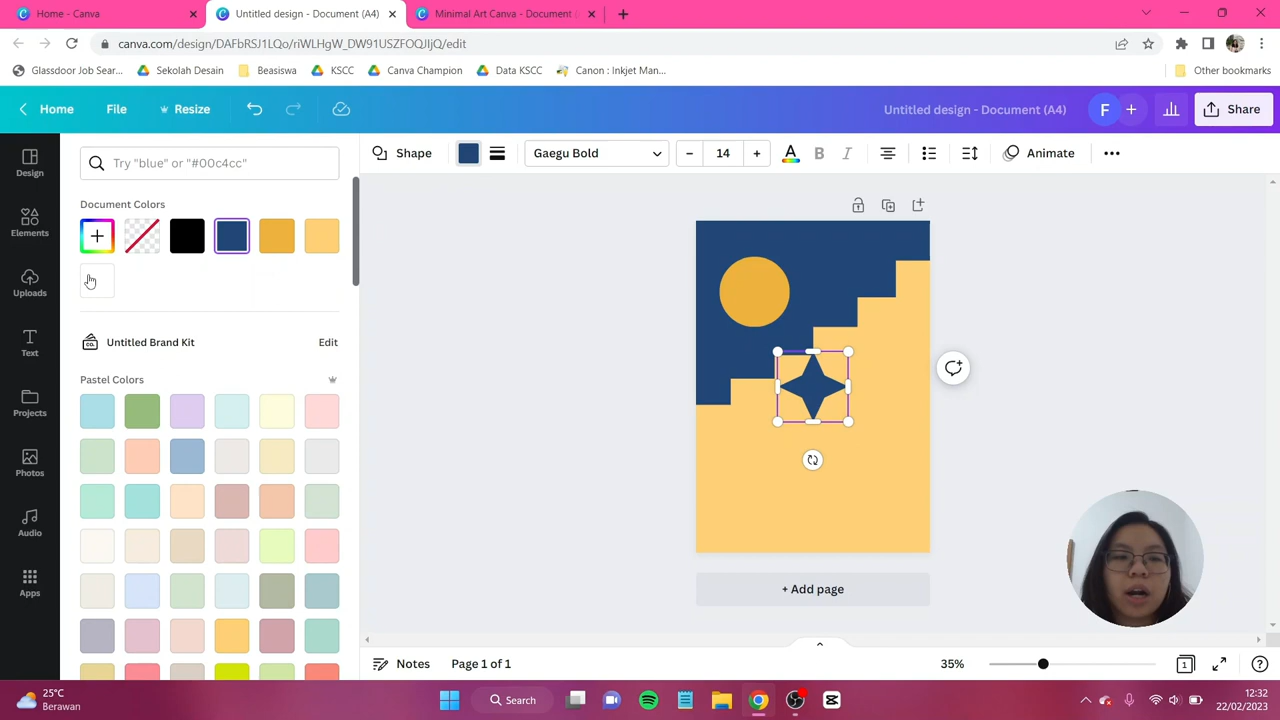 Home - Canva
Untitled design - Document (A4)
Minimal Art Canva - Document
canva.com/design/DAFbRSJ1LQo/riWLHgW_DW91USZFOQJIjQ/edit
Glassdoor Job Sear...
Sekolah Desain
Beasiswa
KSCC
Canva Champion
Data KSCC
Canon : Inkjet Man...
Other bookmarks
Home
File
Resize
Untitled design - Document (A4)
F
Share
Design
Elements
Uploads
Text
Projects
Photos
Audio
Apps
Try "blue" or "#00c4cc"
Document Colors
CO.
Untitled Brand Kit
Edit
Pastel Colors
Shape
Gaegu Bold
14
A
B
I
Animate
+ Add page
Notes
Page 1 of 1
35%
1
25°C
Berawan
Search
12:32
22/02/2023